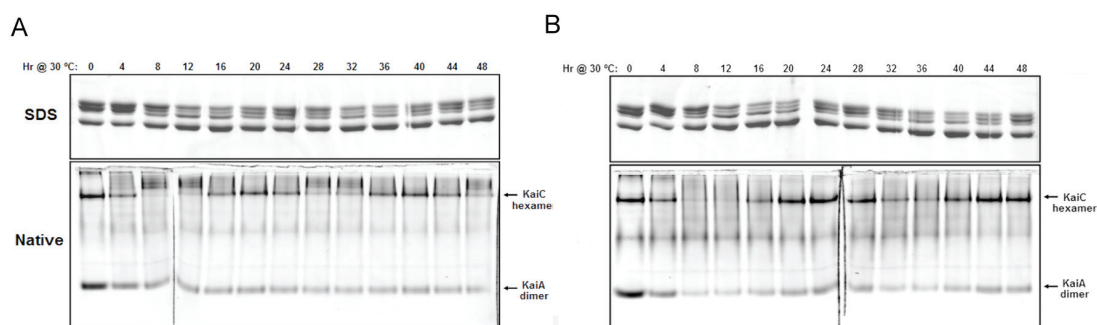 A
Hr @ 30 ºC: 0 4 8 12 16 20 24 28 32 36 40 44 48
SDS
Native
KaiC
hexamer
KaiA
dimer
B
Hr @ 30 ºC: 0 4 8 12 16 20 24 28 32 36 40 44 48
KaiC
hexamer
KaiA
dimer